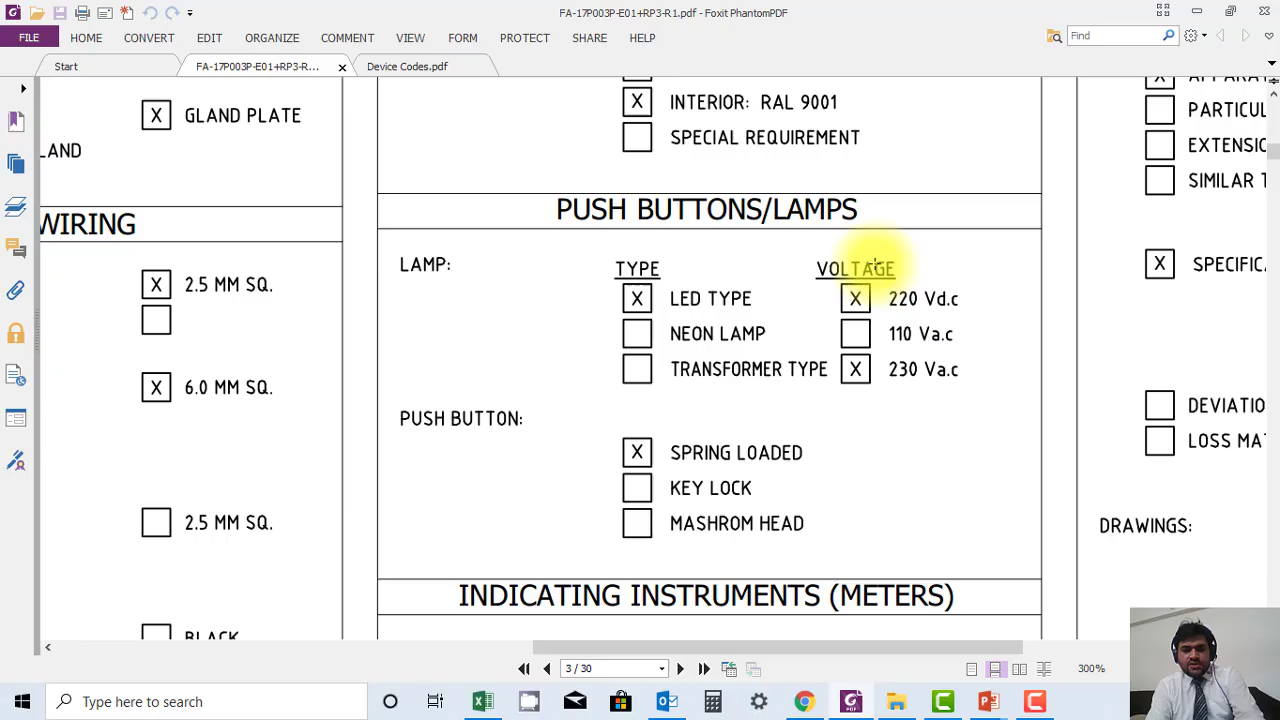 FA-17P003P-E01+RP3-R1.pdf - Foxit PhantomPDF
FILE HOME CONVERT EDIT ORGANIZE COMMENT VIEW FORM PROTECT SHARE HELP
Find
Start
FA-17P003P-E01+RP3-R...
Device Codes.pdf
X GLAND PLATE
LAND
WIRING
X 2.5 MM SQ.
X 6.0 MM SQ.
2.5 MM SQ.
BLACK
X INTERIOR: RAL 9001
SPECIAL REQUIREMENT
PUSH BUTTONS/LAMPS
LAMP:
TYPE VOLTAGE
X LED TYPE X 220 Vd.c
NEON LAMP 110 Va.c
TRANSFORMER TYPE X 230 Va.c
PUSH BUTTON:
X SPRING LOADED
KEY LOCK
MASHROM HEAD
INDICATING INSTRUMENTS (METERS)
PARTICUL
EXTENSIO
SIMILAR T
X SPECIFICA
DEVIATIO
LOSS MA
DRAWINGS:
3 / 30
300%
Type here to search